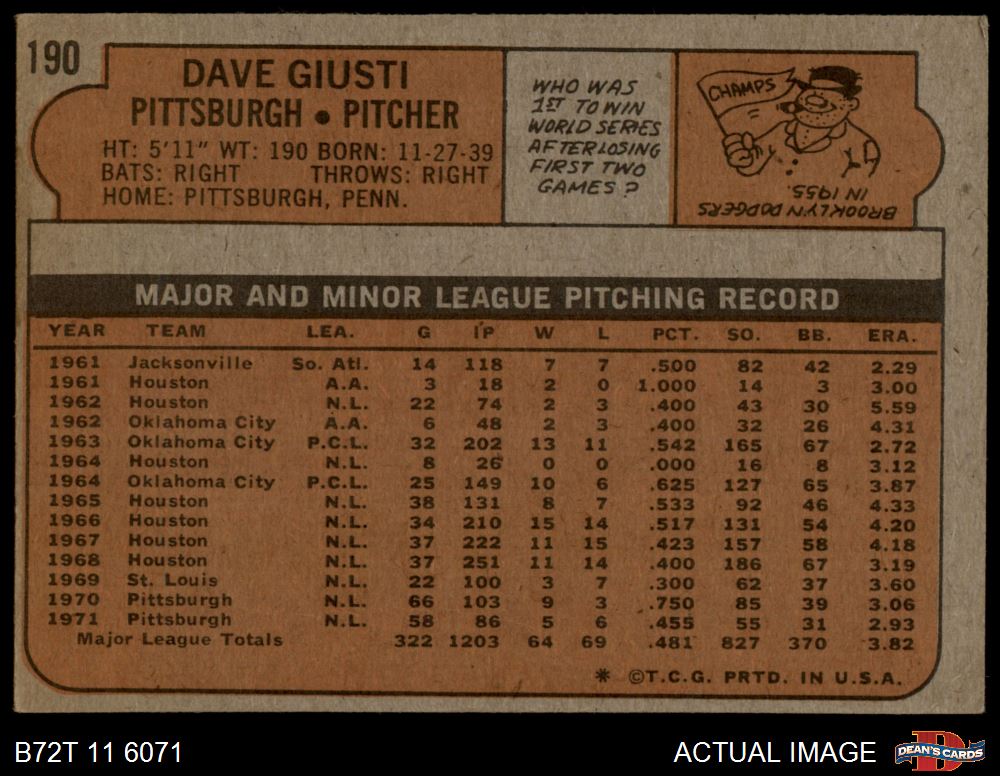 190
DAVE GIUSTI
PITTSBURGH • PITCHER
HT: 5'11" WT: 190 BORN: 11-27-39
BATS: RIGHT THROWS: RIGHT
HOME: PITTSBURGH, PENN.
WHO WAS
1ST TO WIN
WORLD SERIES
AFTER LOSING
FIRST TWO
GAMES?
CHAMPS
BROOKLYN DODGERS
IN 1955.
MAJOR AND MINOR LEAGUE PITCHING RECORD
YEAR TEAM LEA. G IP W L PCT. SO. BB. ERA.
1961 Jacksonville So. Atl. 14 118 7 7 .500 82 42 2.29
1961 Houston A.A. 3 18 2 0 1.000 14 3 3.00
1962 Houston N.L. 22 74 2 3 .400 43 30 5.59
1962 Oklahoma City A.A. 6 48 2 3 .400 32 26 4.31
1963 Oklahoma City P.C.L. 32 202 13 11 .542 165 67 2.72
1964 Houston N.L. 8 26 0 0 .000 16 8 3.12
1964 Oklahoma City P.C.L. 25 149 10 6 .625 127 65 3.87
1965 Houston N.L. 38 131 8 7 .533 92 46 4.33
1966 Houston N.L. 34 210 15 14 .517 131 54 4.20
1967 Houston N.L. 37 222 11 15 .423 157 58 4.18
1968 Houston N.L. 37 251 11 14 .400 186 67 3.19
1969 St. Louis N.L. 22 100 3 7 .300 62 37 3.60
1970 Pittsburgh N.L. 66 103 9 3 .750 85 39 3.06
1971 Pittsburgh N.L. 58 86 5 6 .455 55 31 2.93
Major League Totals 322 1203 64 69 .481 827 370 3.82
* ©T.C.G. PRTD. IN U.S.A.
B72T 11 6071
ACTUAL IMAGE
DEAN'S CARDS